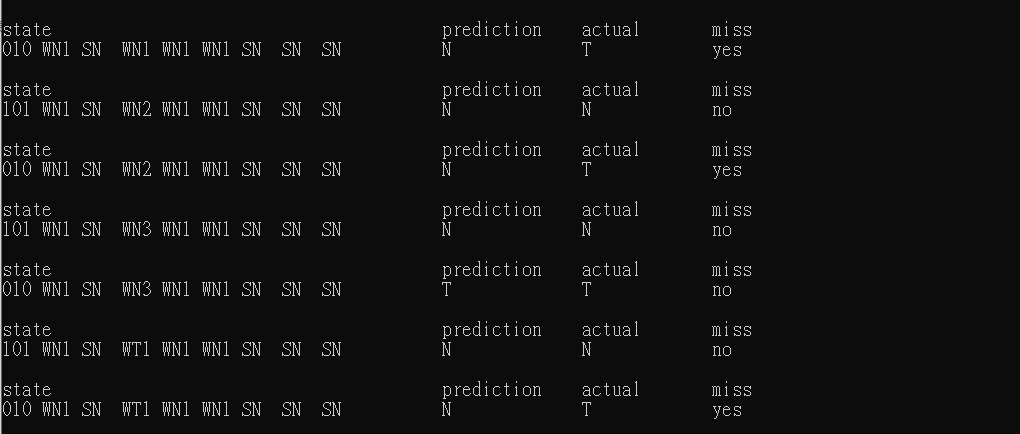 state prediction actual miss
010 WN1 SN WN1 WN1 WN1 SN SN SN N T yes
state prediction actual miss
101 WN1 SN WN2 WN1 WN1 SN SN SN N N no
state prediction actual miss
010 WN1 SN WN2 WN1 WN1 SN SN SN N T yes
state prediction actual miss
101 WN1 SN WN3 WN1 WN1 SN SN SN N N no
state prediction actual miss
010 WN1 SN WN3 WN1 WN1 SN SN SN T T no
state prediction actual miss
101 WN1 SN WT1 WN1 WN1 SN SN SN N N no
state prediction actual miss
010 WN1 SN WT1 WN1 WN1 SN SN SN N T yes